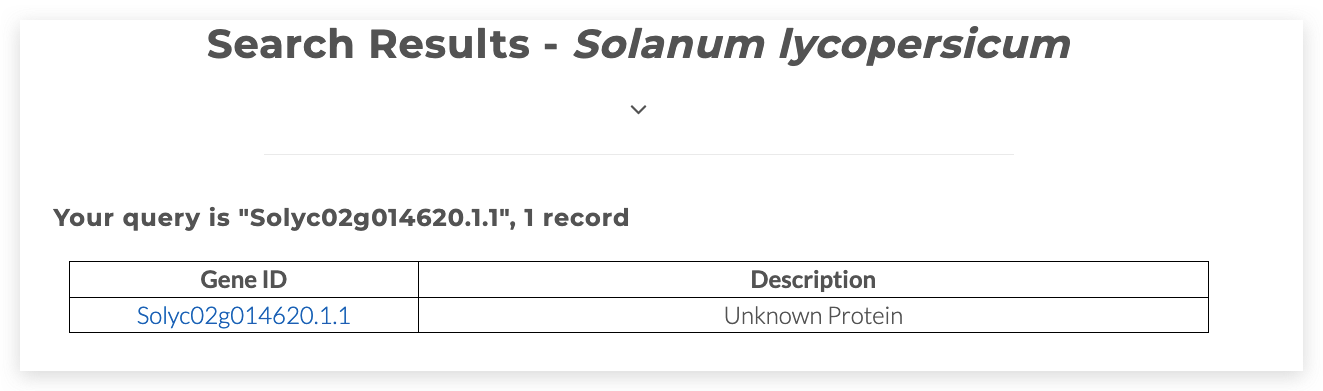 Search Results - Solanum lycopersicum
Your query is "Solyc02g014620.1.1", 1 record
Gene ID Description
Solyc02g014620.1.1 Unknown Protein